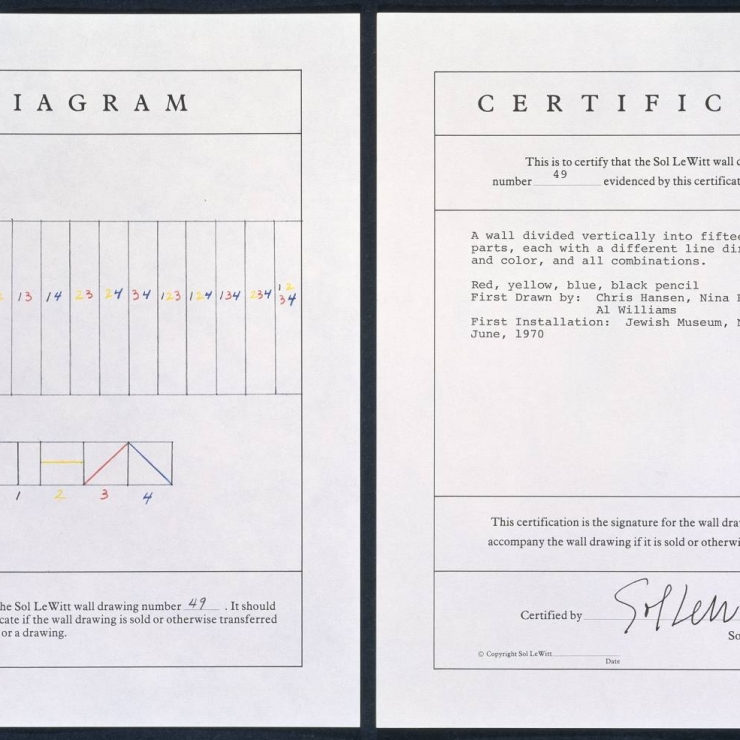 IAGRAM
2 13 14 23 24 34 123 124 134 234 12
34
1 2 3 4
he Sol LeWitt wall drawing number 49 . It should
cate if the wall drawing is sold or otherwise transferred
or a drawing.
CERTIFIC
This is to certify that the Sol LeWitt wall d
number 49 evidenced by this certificat
A wall divided vertically into fiftee
parts, each with a different line di
and color, and all combinations.
Red, yellow, blue, black pencil
First Drawn by: Chris Hansen, Nina
Al Williams
First Installation: Jewish Museum, N
June, 1970
This certification is the signature for the wall dra
accompany the wall drawing if it is sold or otherwi
Certified by Sol LeWi
So
© Copyright Sol LeWitt
Date